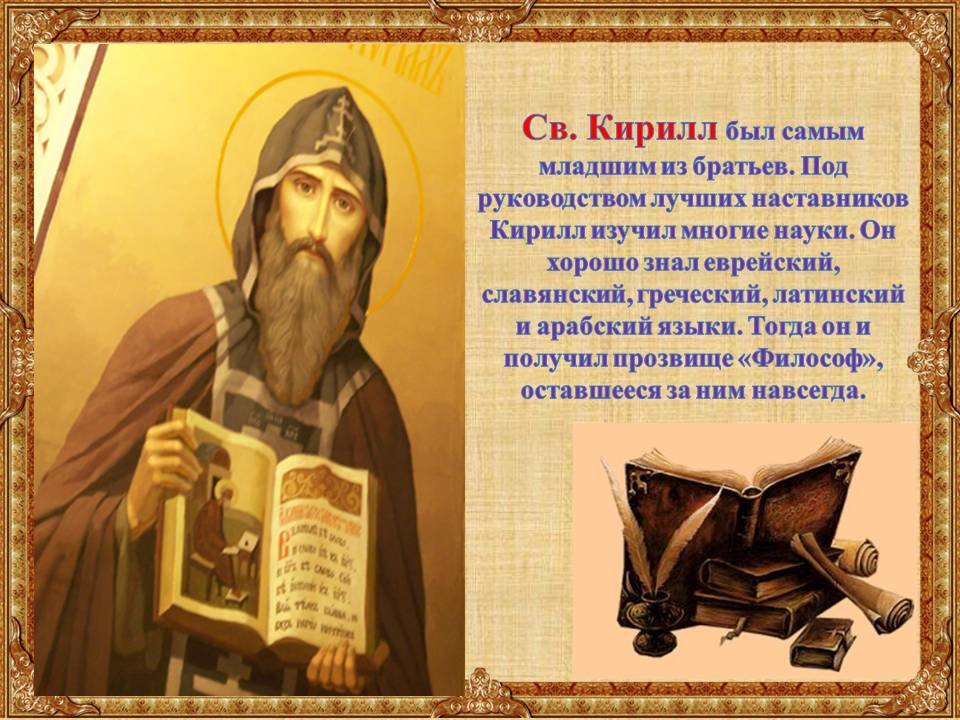 Св. Кирилл был самым
младшим из братьев. Под
руководством лучших наставников
Кирилл изучил многие науки. Он
хорошо знал еврейский,
славянский, греческий, латинский
и арабский языки. Тогда он и
получил прозвище «Философ»,
оставшееся за ним навсегда.